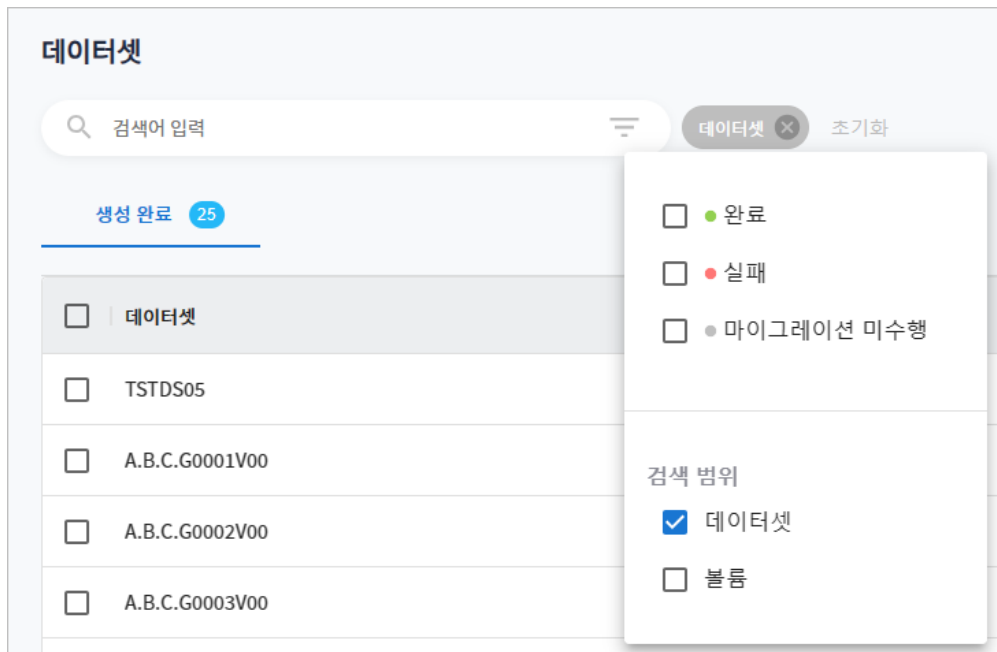 데이터셋
검색어 입력
데이터셋
초기화
생성 완료 25
완료
실패
마이그레이션 미수행
검색 범위
데이터셋
볼륨
데이터셋
TSTDS05
A.B.C.G0001V00
A.B.C.G0002V00
A.B.C.G0003V00